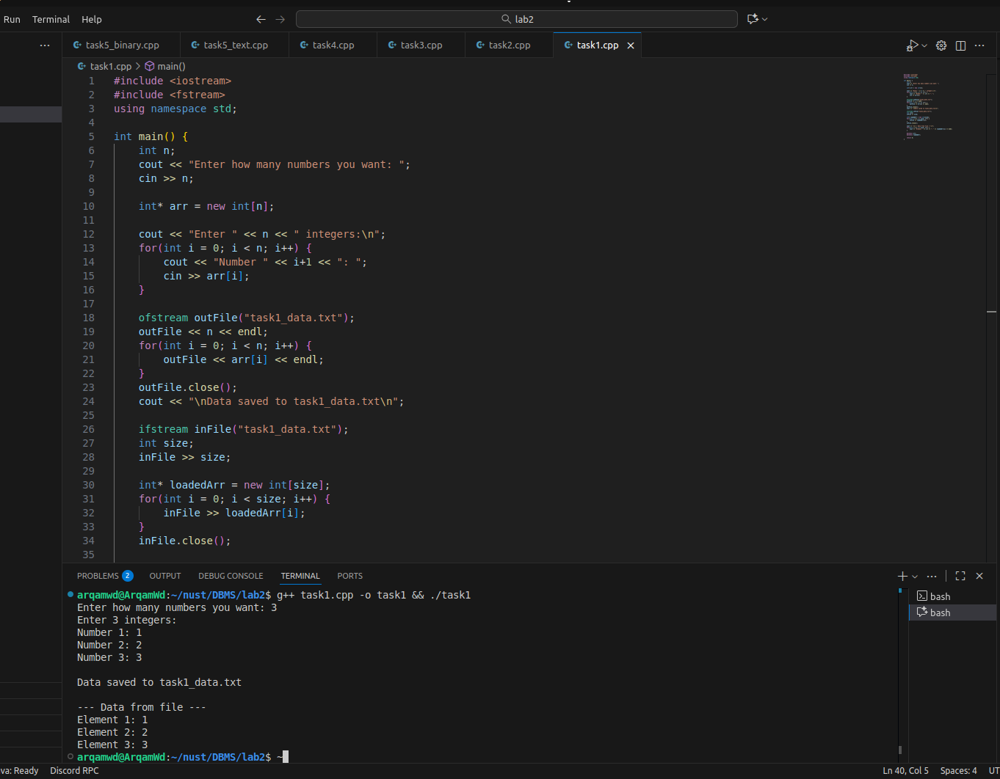 Run Terminal Help
lab2
task5_binary.cpp task5_text.cpp task4.cpp task3.cpp task2.cpp task1.cpp
task1.cpp > main()
1 #include <iostream>
2 #include <fstream>
3 using namespace std;
4
5 int main() {
6 int n;
7 cout << "Enter how many numbers you want: ";
8 cin >> n;
9
10 int* arr = new int[n];
11
12 cout << "Enter " << n << " integers:\n";
13 for(int i = 0; i < n; i++) {
14 cout << "Number " << i+1 << ": ";
15 cin >> arr[i];
16 }
17
18 ofstream outFile("task1_data.txt");
19 outFile << n << endl;
20 for(int i = 0; i < n; i++) {
21 outFile << arr[i] << endl;
22 }
23 outFile.close();
24 cout << "\nData saved to task1_data.txt\n";
25
26 ifstream inFile("task1_data.txt");
27 int size;
28 inFile >> size;
29
30 int* loadedArr = new int[size];
31 for(int i = 0; i < size; i++) {
32 inFile >> loadedArr[i];
33 }
34 inFile.close();
35
PROBLEMS 2 OUTPUT DEBUG CONSOLE TERMINAL PORTS
arqamwd@ArqamWd:~/nust/DBMS/lab2$ g++ task1.cpp -o task1 && ./task1
Enter how many numbers you want: 3
Enter 3 integers:
Number 1: 1
Number 2: 2
Number 3: 3
Data saved to task1_data.txt
--- Data from file ---
Element 1: 1
Element 2: 2
Element 3: 3
arqamwd@ArqamWd:~/nust/DBMS/lab2$ ~
bash
bash
va: Ready Discord RPC Ln 40, Col 5 Spaces: 4 UT